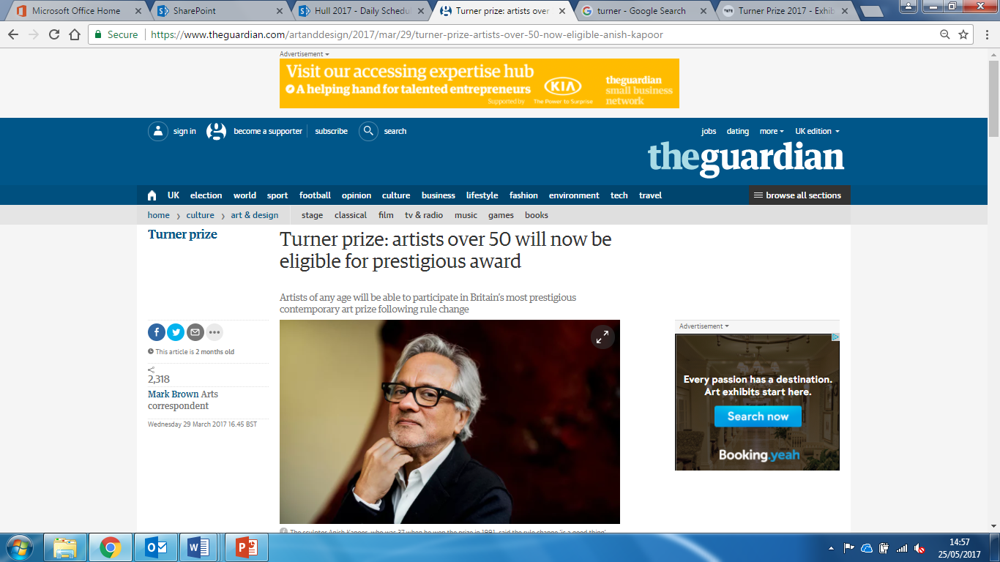 Microsoft Office Home
SharePoint
Hull 2017 - Daily Schedu
Turner prize: artists over
turner - Google Search
Turner Prize 2017 - Exhib
Secure
https://www.theguardian.com/artanddesign/2017/mar/29/turner-prize-artists-over-50-now-eligible-anish-kapoor
Advertisement
Visit our accessing expertise hub
A helping hand for talented entrepreneurs
Supported by
KIA
The Power to Surprise
theguardian
small business
network
sign in
become a supporter
subscribe
search
jobs
dating
more
UK edition
theguardian
UK
election
world
sport
football
opinion
culture
business
lifestyle
fashion
environment
tech
travel
browse all sections
home
culture
art & design
stage
classical
film
tv & radio
music
games
books
Turner prize
Turner prize: artists over 50 will now be
eligible for prestigious award
Artists of any age will be able to participate in Britain's most prestigious
contemporary art prize following rule change
This article is 2 months old
2,318
Mark Brown Arts
correspondent
Wednesday 29 March 2017 16.45 BST
Advertisement
Every passion has a destination.
Art exhibits start here.
Search now
Booking.yeah
The sculptor Anish Kapoor, who was 37 when he won the prize in 1991, said the rule change 'is a good thing'.
14:57
25/05/2017